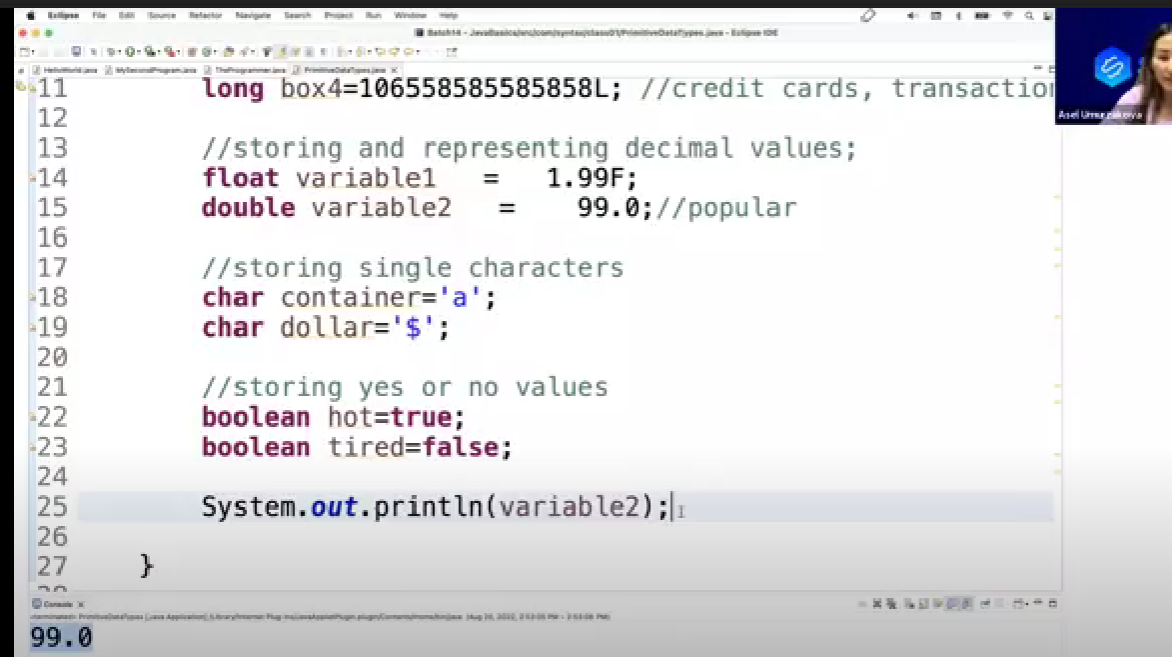 Eclipse File Edit Source Refactor Navigate Search Project Run Window Help
Batch14 - JavaBasics/src/com/syntax/class01/PrimitiveDataTypes.java - Eclipse IDE
HelloWorld.java MySecondProgram.java TheProgrammer.java PrimitiveDataTypes.java
11 long box4=106558585585858L; //credit cards, transaction
12
13 //storing and representing decimal values;
14 float variable1 = 1.99F;
15 double variable2 = 99.0;//popular
16
17 //storing single characters
18 char container='a';
19 char dollar='$';
20
21 //storing yes or no values
22 boolean hot=true;
23 boolean tired=false;
24
25 System.out.println(variable2);
26
27 }
28
Asel
Console
<terminated> PrimitiveDataTypes [Java Application]
99.0